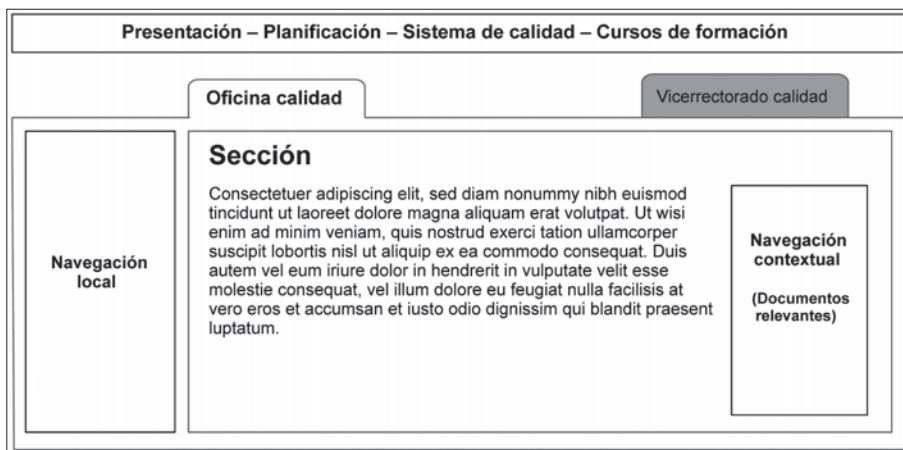 Presentación – Planificación – Sistema de calidad – Cursos de formación
Oficina calidad
Vicerrectorado calidad
Navegación
local
Sección
Consectetuer adipiscing elit, sed diam nonummy nibh euismod
tincidunt ut laoreet dolore magna aliquam erat volutpat. Ut wisi
enim ad minim veniam, quis nostrud exerci tation ullamcorper
suscipit lobortis nisl ut aliquip ex ea commodo consequat. Duis
autem vel eum iriure dolor in hendrerit in vulputate velit esse
molestie consequat, vel illum dolore eu feugiat nulla facilisis at
vero eros et accumsan et iusto odio dignissim qui blandit praesent
luptatum.
Navegación
contextual
(Documentos
relevantes)